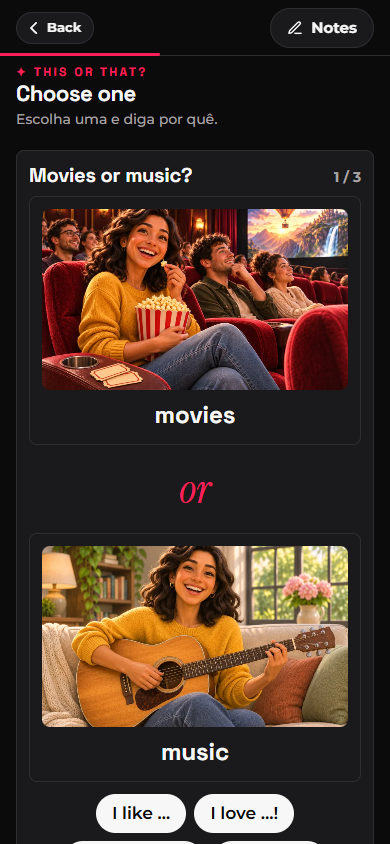 Back
Notes
✦ THIS OR THAT?
Choose one
Escolha uma e diga por quê.
Movies or music?
1 / 3
movies
or
music
I like ...
I love ...!